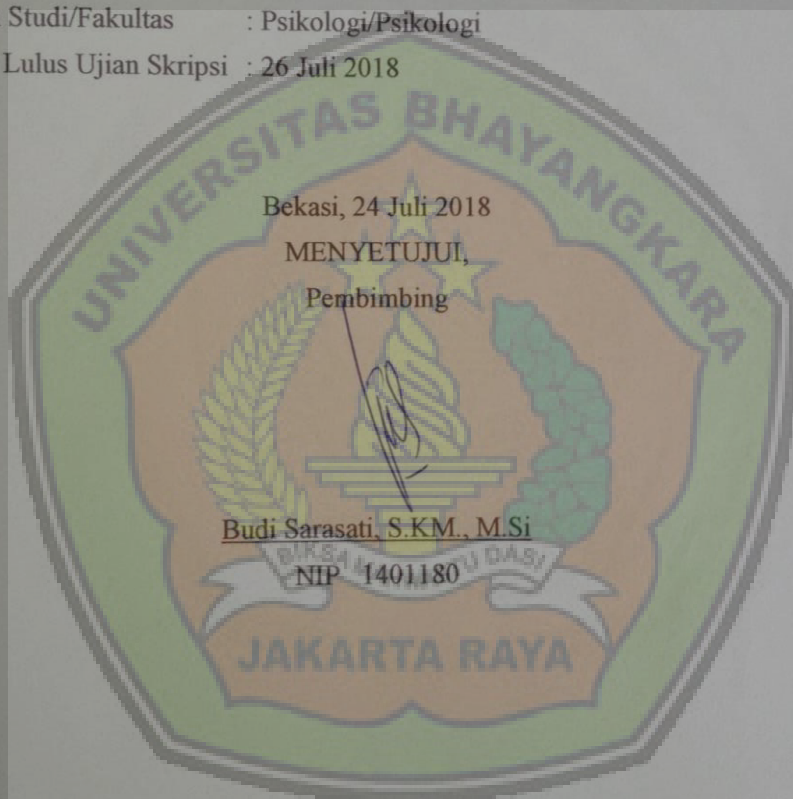 Studi/Fakultas : Psikologi/Psikologi
Lulus Ujian Skripsi : 26 Juli 2018
UNIVERSITAS BHAYANGKARA
Bekasi, 24 Juli 2018
MENYETUJUI,
Pembimbing
Budi Sarasati, S.KM., M.Si
NIP 1401180
JAKARTA RAYA